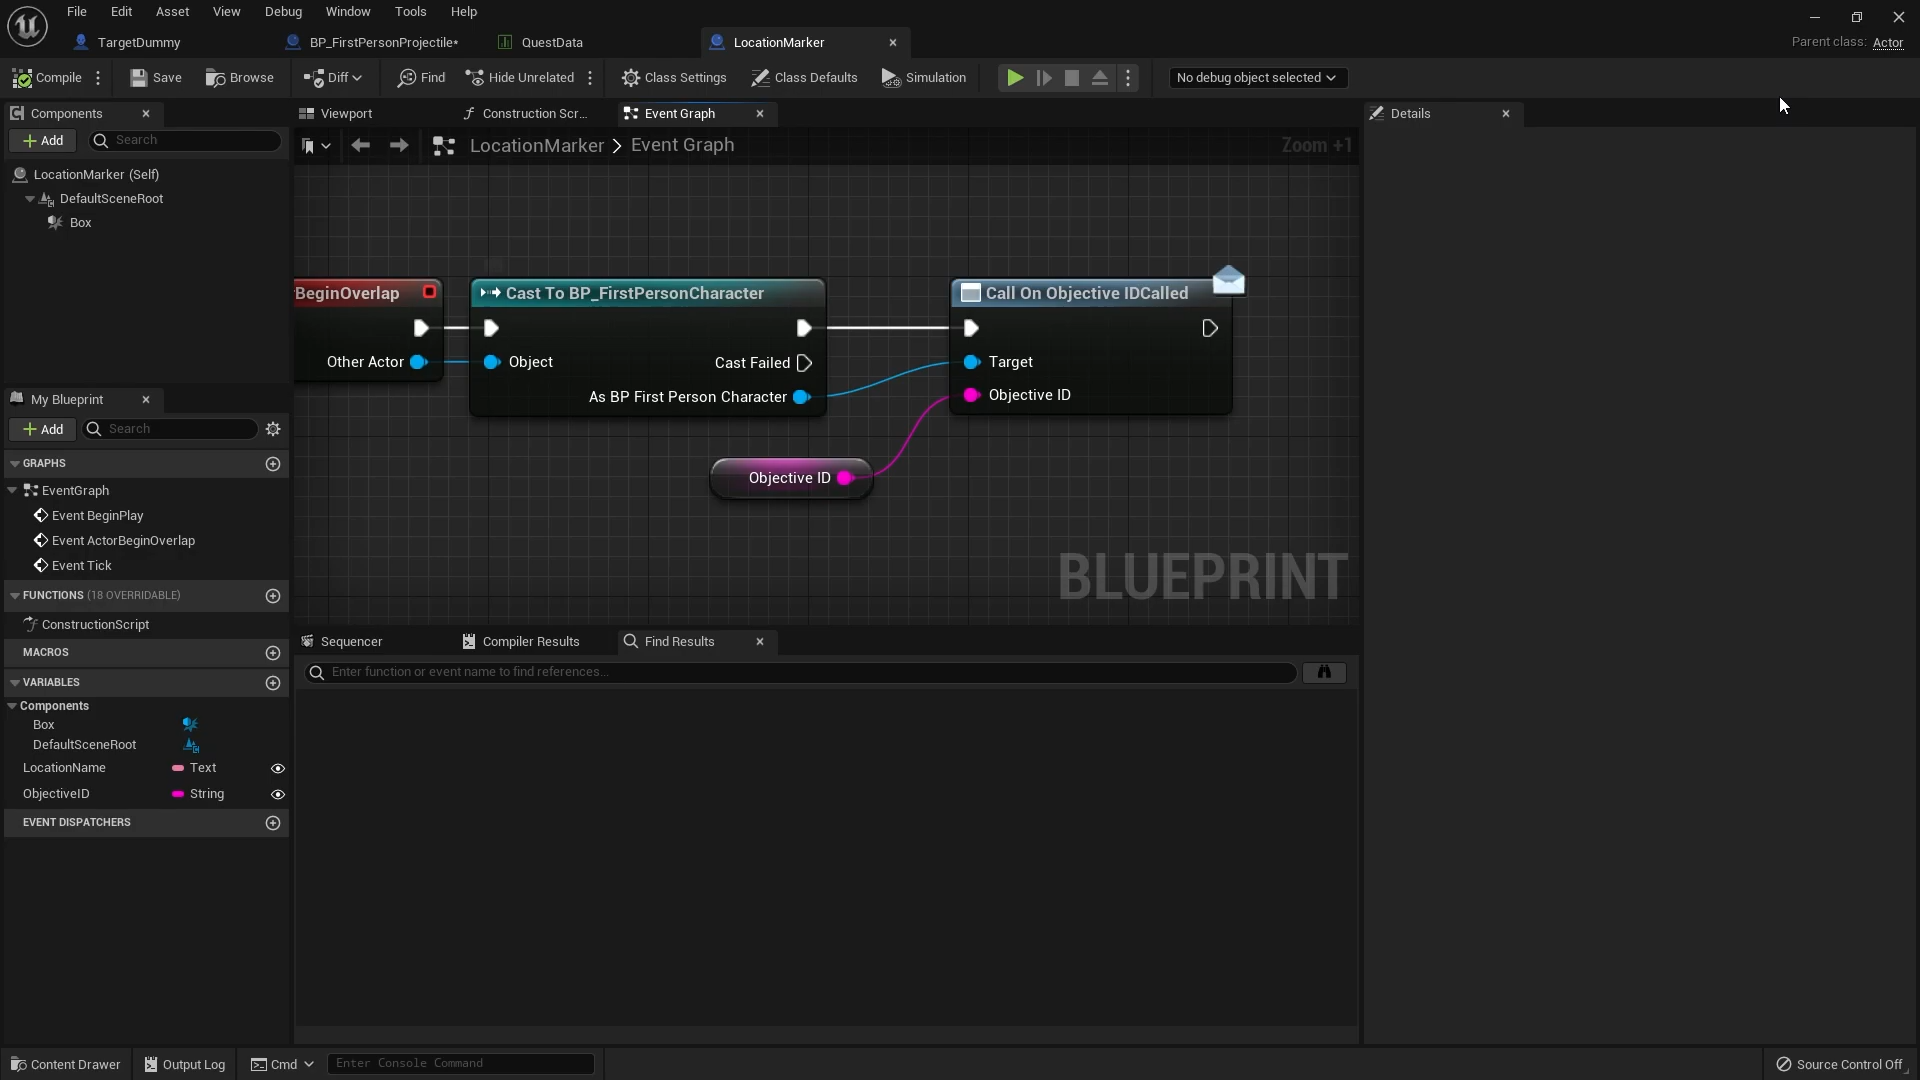 File Edit Asset View Debug Window Tools Help
TargetDummy BP_FirstPersonProjectile* QuestData LocationMarker
Parent class: Actor
Compile Save Browse Diff Find Hide Unrelated Class Settings Class Defaults Simulation No debug object selected
Components
Viewport Construction Scr... Event Graph
Details
Add Search
LocationMarker > Event Graph
Zoom +1
LocationMarker (Self)
DefaultSceneRoot
Box
BeginOverlap
Other Actor
Cast To BP_FirstPersonCharacter
Object
Cast Failed
As BP First Person Character
Call On Objective IDCalled
Target
Objective ID
Objective ID
BLUEPRINT
My Blueprint
Add Search
GRAPHS
EventGraph
Event BeginPlay
Event ActorBeginOverlap
Event Tick
FUNCTIONS (18 OVERRIDABLE)
ConstructionScript
MACROS
VARIABLES
Components
Box
DefaultSceneRoot
LocationName Text
ObjectiveID String
EVENT DISPATCHERS
Sequencer Compiler Results Find Results
Enter function or event name to find references...
Content Drawer Output Log Cmd Enter Console Command
Source Control Off